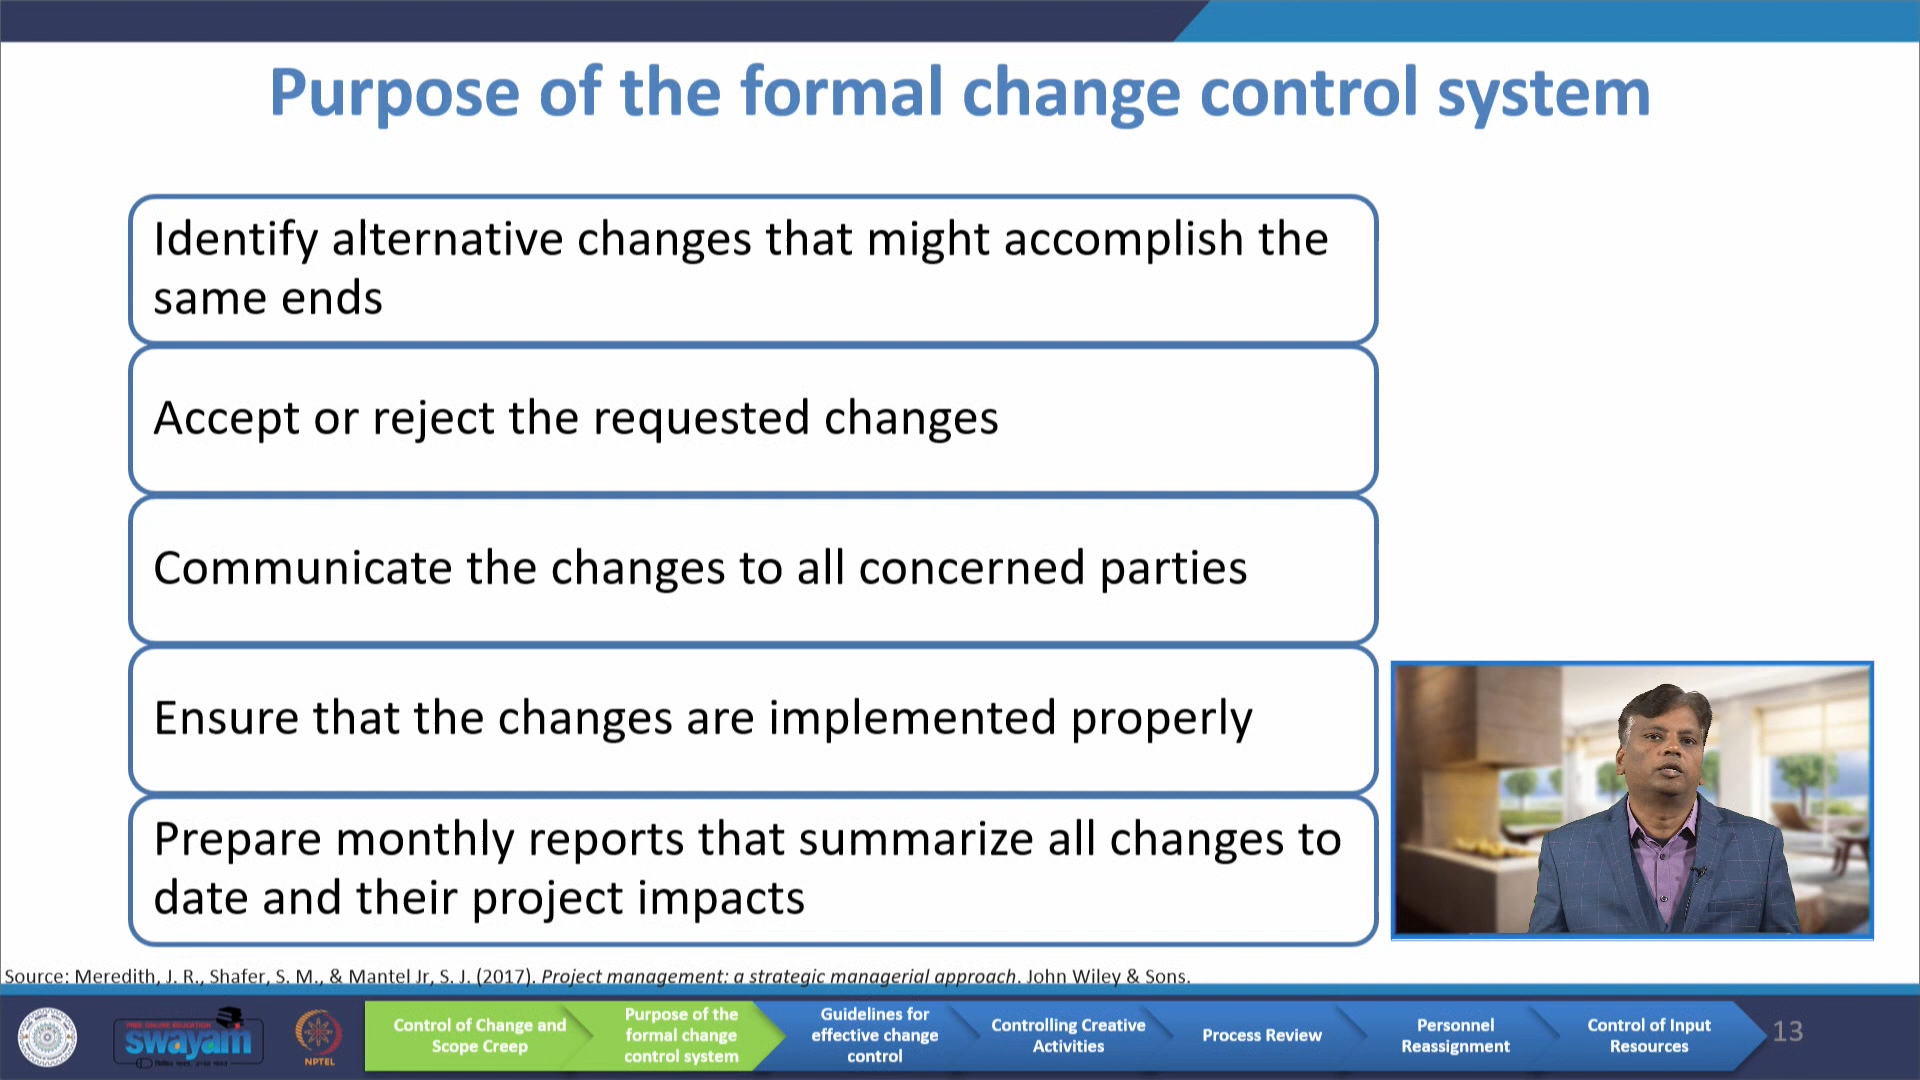 Purpose of the formal change control system
Identify alternative changes that might accomplish the
same ends
Accept or reject the requested changes
Communicate the changes to all concerned parties
Ensure that the changes are implemented properly
Prepare monthly reports that summarize all changes to
date and their project impacts
Source: Meredith, J. R., Shafer, S. M., & Mantel Jr, S. J. (2017). Project management: a strategic managerial approach. John Wiley & Sons.
FREE ONLINE EDUCATION
swayam
NPTEL
Control of Change and
Scope Creep
Purpose of the
formal change
control system
Guidelines for
effective change
control
Controlling Creative
Activities
Process Review
Personnel
Reassignment
Control of Input
Resources
13